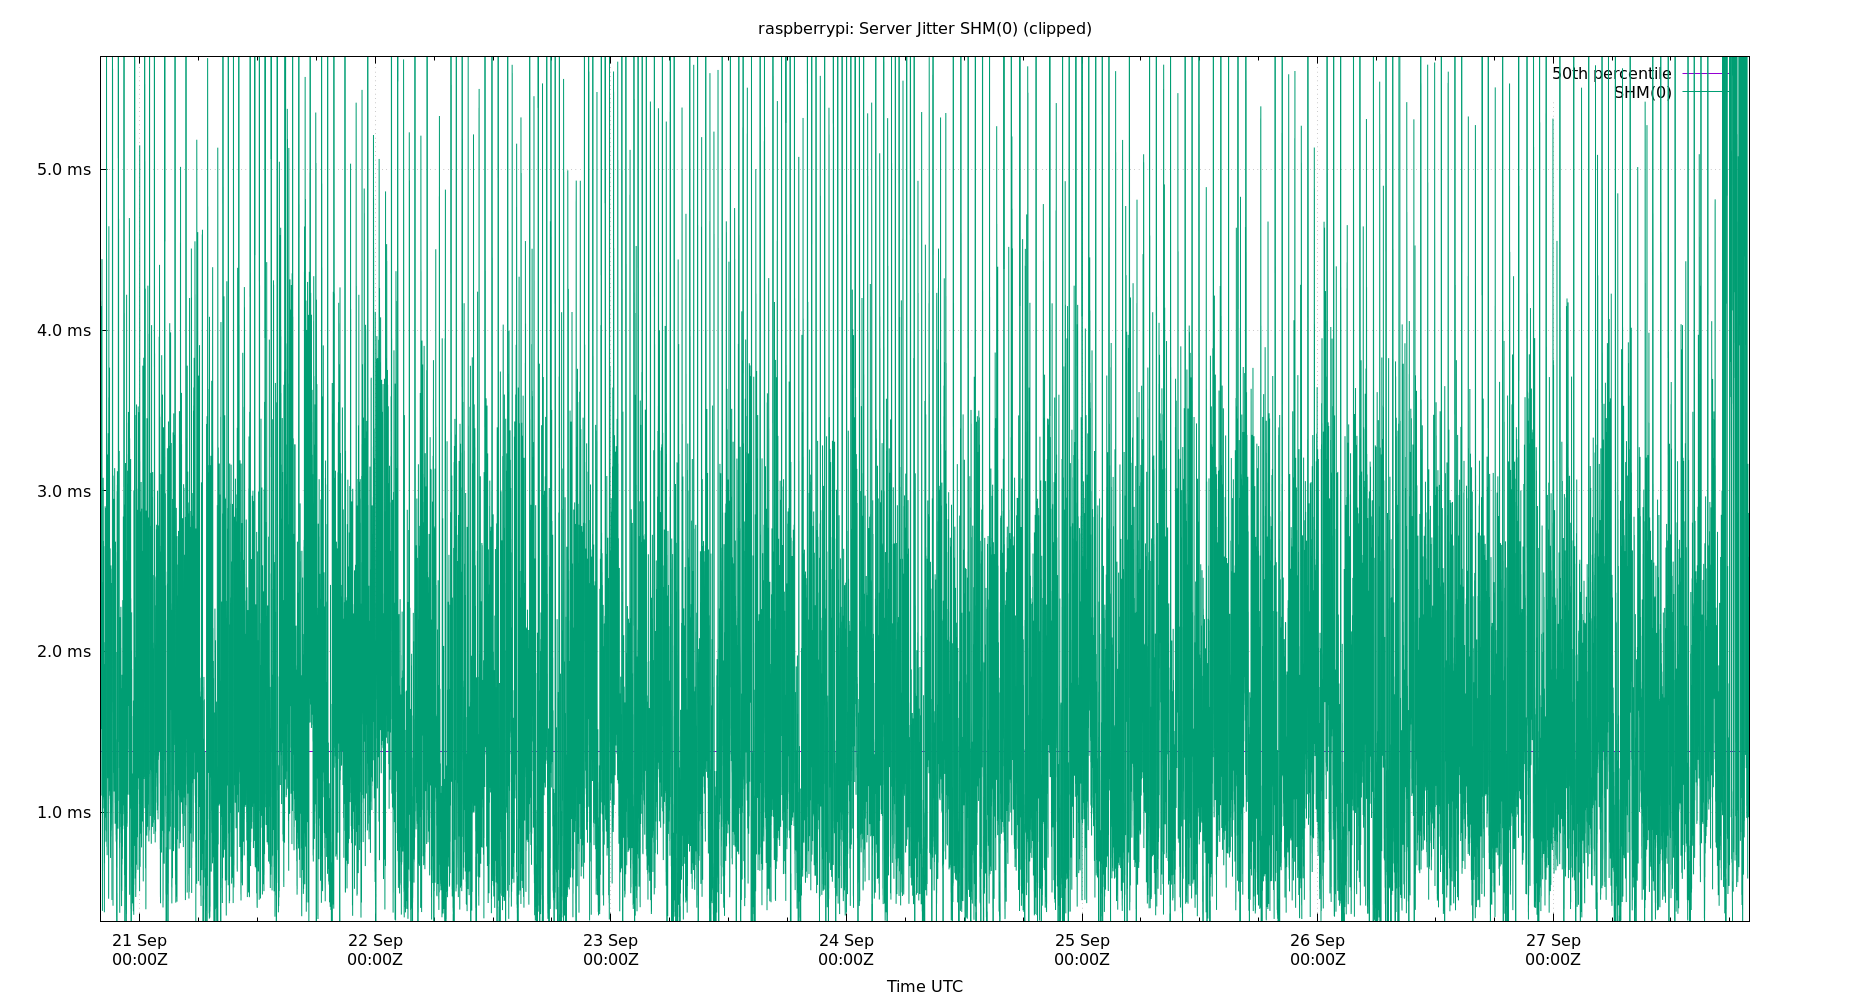 raspberrypi: Server Jitter SHM(0) (clipped)
50th percentile
SHM(0)
5.0 ms
4.0 ms
3.0 ms
2.0 ms
1.0 ms
21 Sep 22 Sep 23 Sep 24 Sep 25 Sep 26 Sep 27 Sep
00:00Z 00:00Z 00:00Z 00:00Z 00:00Z 00:00Z 00:00Z
Time UTC